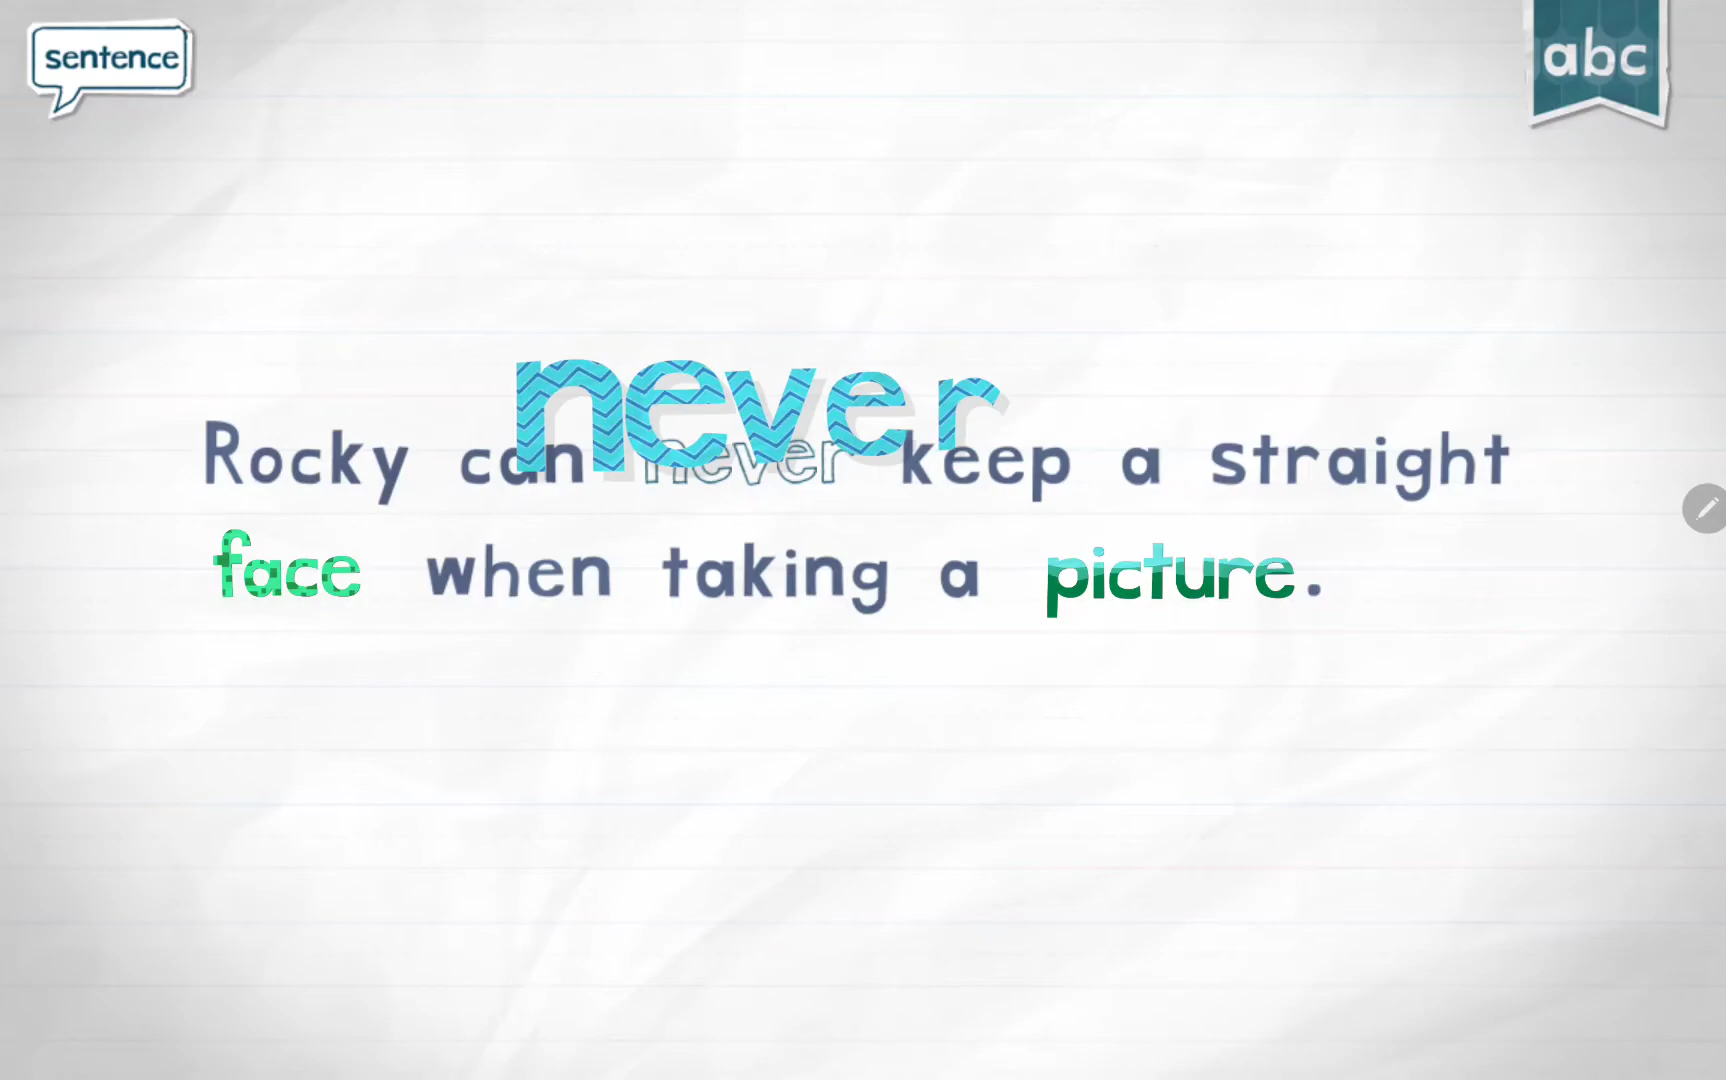 sentence
abc
never
Rocky can never keep a straight
face when taking a picture.